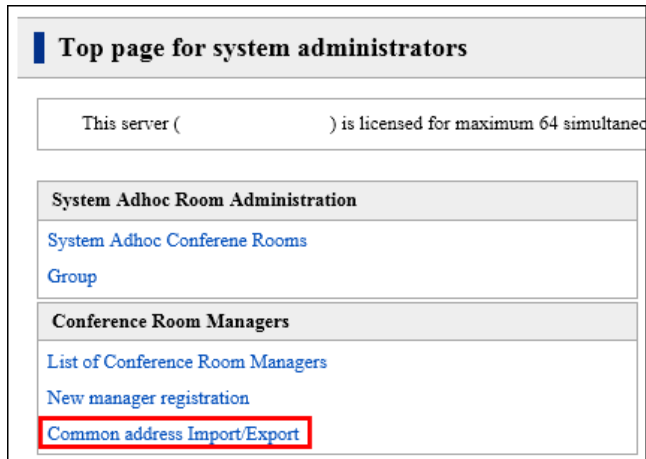 Top page for system administrators
This server ( ) is licensed for maximum 64 simultanec
System Adhoc Room Administration
System Adhoc Conferene Rooms
Group
Conference Room Managers
List of Conference Room Managers
New manager registration
Common address Import/Export